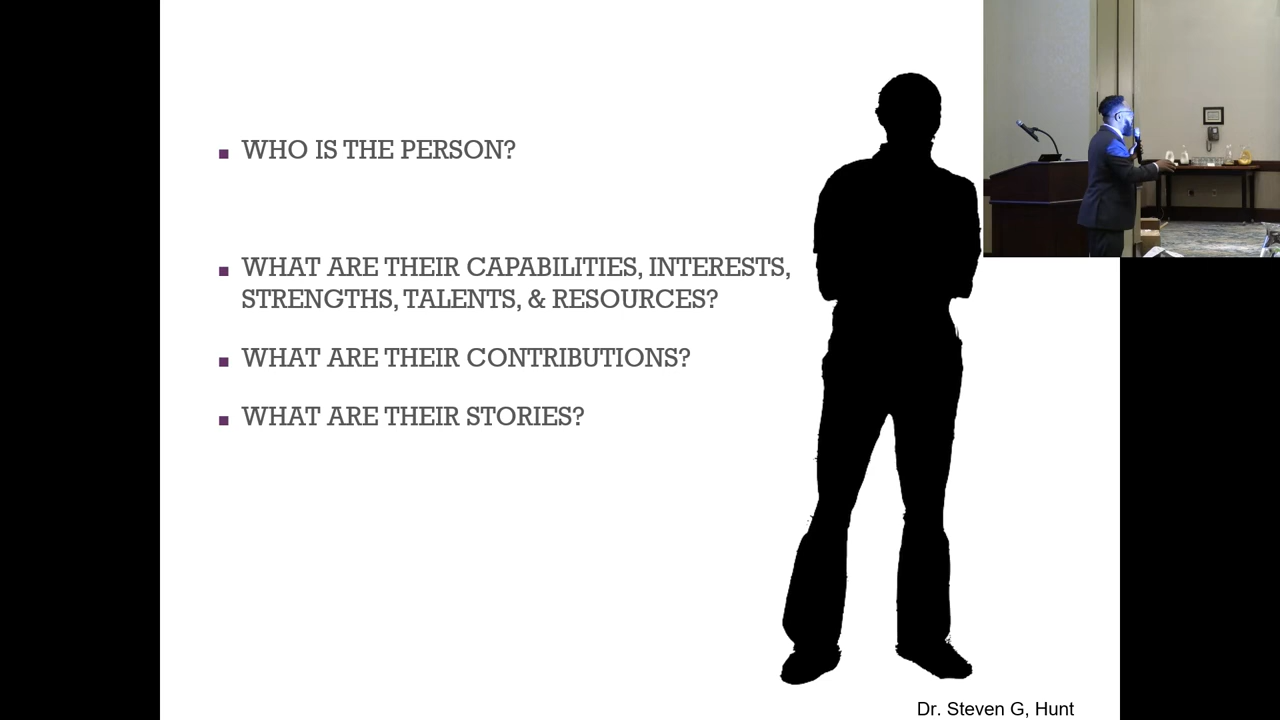 ■ WHO IS THE PERSON?
■ WHAT ARE THEIR CAPABILITIES, INTERESTS,
STRENGTHS, TALENTS, & RESOURCES?
■ WHAT ARE THEIR CONTRIBUTIONS?
■ WHAT ARE THEIR STORIES?
Dr. Steven G, Hunt